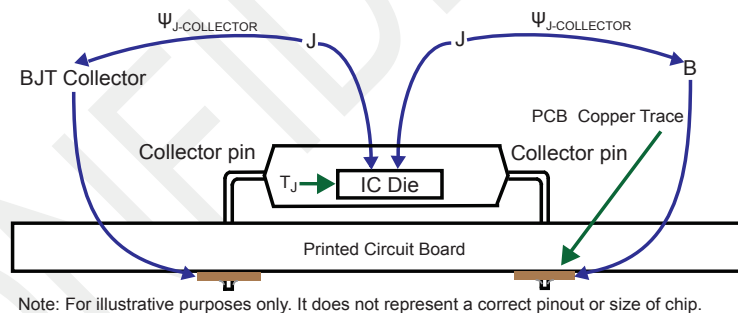 ΨJ-COLLECTOR
ΨJ-COLLECTOR
J
J
BJT Collector
B
PCB Copper Trace
Collector pin
Collector pin
TJ
IC Die
Printed Circuit Board
Note: For illustrative purposes only. It does not represent a correct pinout or size of chip.